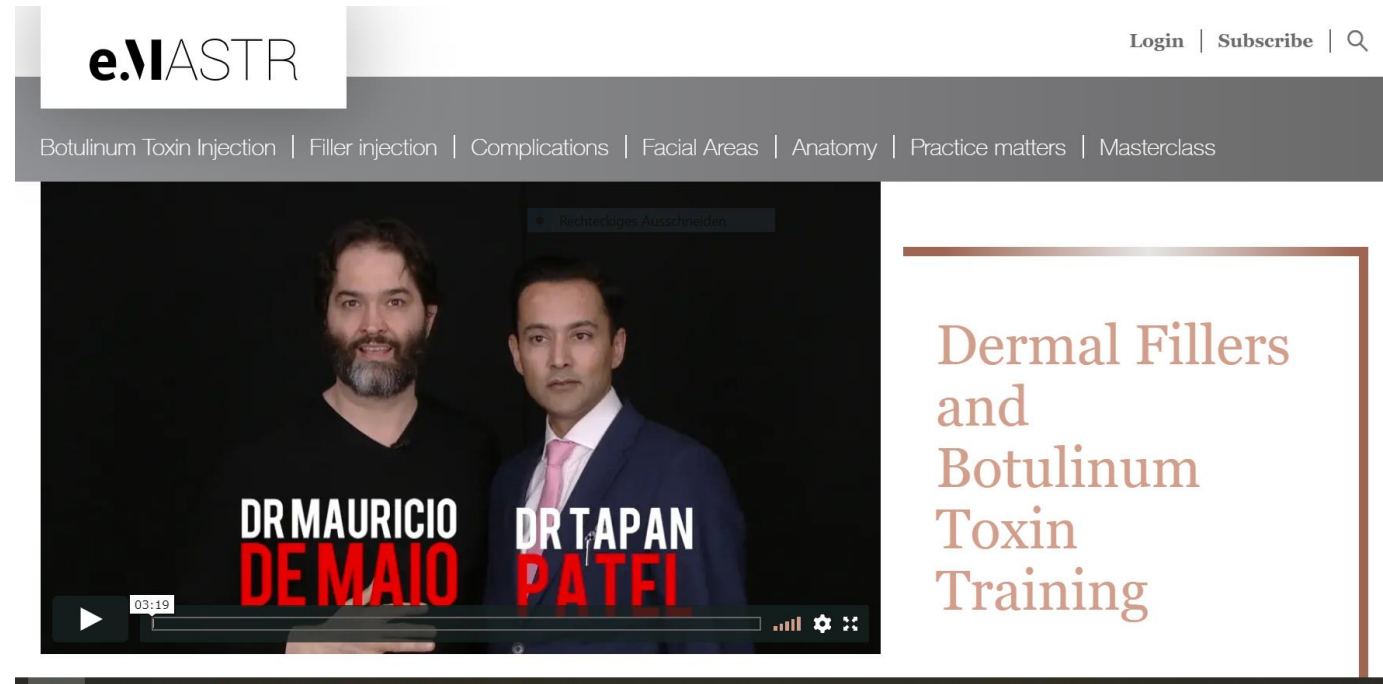 e.MASTR
Login | Subscribe |
Botulinum Toxin Injection | Filler injection | Complications | Facial Areas | Anatomy | Practice matters | Masterclass
Rechteckiges Ausschneiden
DR MAURICIO
DE MAIO
DR TAPAN
PATEL
03:19
Dermal Fillers
and
Botulinum
Toxin
Training